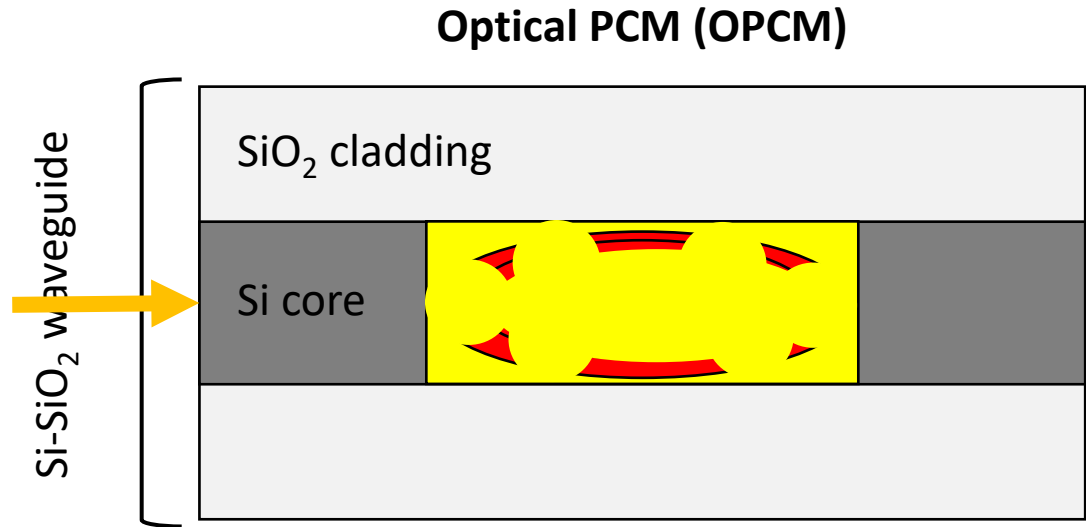 Optical PCM (OPCM)
SiO₂ cladding
Si core
Si-SiO₂ waveguide